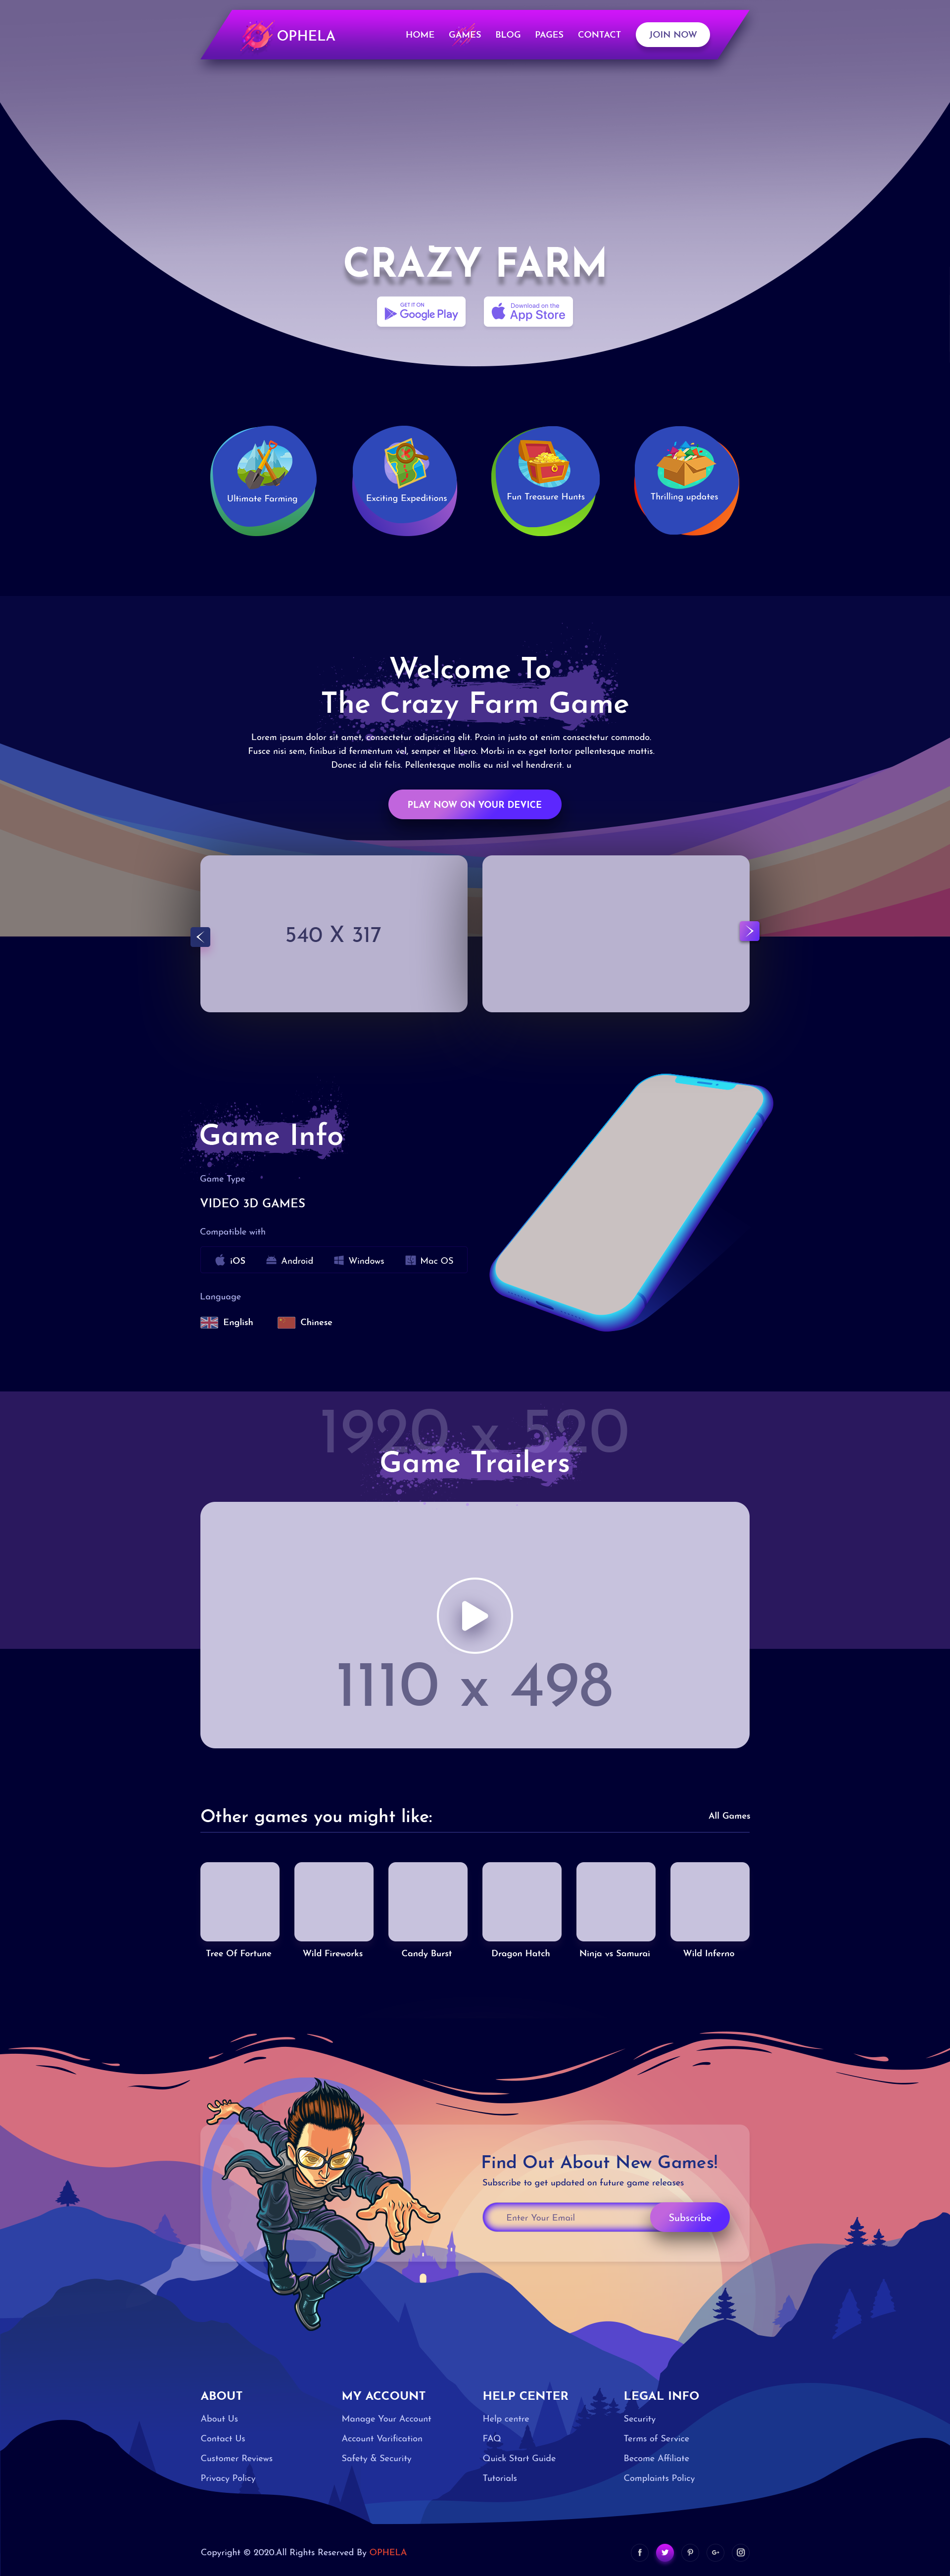 OPHELA
HOME GAMES BLOG PAGES CONTACT JOIN NOW
CRAZY FARM
GET IT ON
Google Play
Download on the
App Store
Ultimate Farming
Exciting Expeditions
Fun Treasure Hunts
Thrilling updates
Welcome To
The Crazy Farm Game
Lorem ipsum dolor sit amet, consectetur adipiscing elit. Proin in justo at enim consectetur commodo.
Fusce nisi sem, finibus id fermentum vel, semper et libero. Morbi in ex eget tortor pellentesque mattis.
Donec id elit felis. Pellentesque mollis eu nisl vel hendrerit. u
PLAY NOW ON YOUR DEVICE
540 X 317
Game Info
Game Type
VIDEO 3D GAMES
Compatible with
iOS Android Windows Mac OS
Language
English Chinese
1920 x 520
Game Trailers
1110 x 498
Other games you might like:
All Games
Tree Of Fortune
Wild Fireworks
Candy Burst
Dragon Hatch
Ninja vs Samurai
Wild Inferno
Find Out About New Games!
Subscribe to get updated on future game releases
Enter Your Email
Subscribe
ABOUT
About Us
Contact Us
Customer Reviews
Privacy Policy
MY ACCOUNT
Manage Your Account
Account Varification
Safety & Security
HELP CENTER
Help centre
FAQ
Quick Start Guide
Tutorials
LEGAL INFO
Security
Terms of Service
Become Affiliate
Complaints Policy
Copyright © 2020.All Rights Reserved By OPHELA